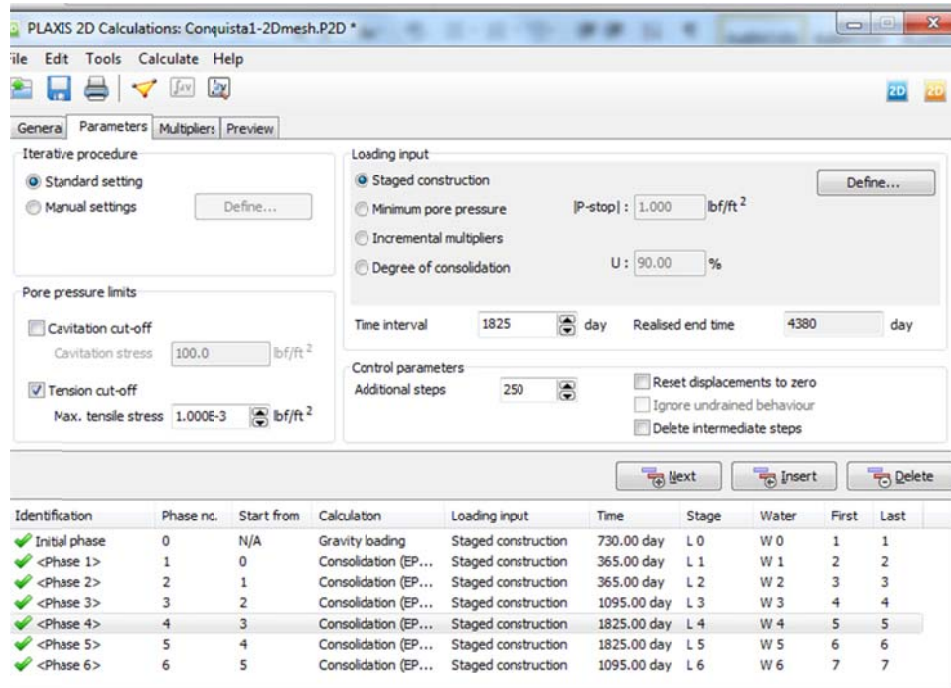 PLAXIS 2D Calculations: Conquista1-2Dmesh.P2D *
ile Edit Tools Calculate Help
2D 2D
Genera Parameters Multipliers Preview
Iterative procedure
Standard setting
Manual settings Define...
Loading input
Staged construction Define...
Minimum pore pressure |P-stop| : 1.000 lbf/ft 2
Incremental multipliers
Degree of consolidation U : 90.00 %
Pore pressure limits
Cavitation cut-off
Cavitation stress 100.0 lbf/ft 2
Tension cut-off
Max. tensile stress 1.000E-3 lbf/ft 2
Time interval 1825 day Realised end time 4380 day
Control parameters
Additional steps 250 Reset displacements to zero
Ignore undrained behaviour
Delete intermediate steps
Next Insert Delete
Identification Phase no. Start from Calculation Loading input Time Stage Water First Last
Initial phase 0 N/A Gravity loading Staged construction 730.00 day L 0 W 0 1 1
<Phase 1> 1 0 Consolidation (EP... Staged construction 365.00 day L 1 W 1 2 2
<Phase 2> 2 1 Consolidation (EP... Staged construction 365.00 day L 2 W 2 3 3
<Phase 3> 3 2 Consolidation (EP... Staged construction 1095.00 day L 3 W 3 4 4
<Phase 4> 4 3 Consolidation (EP... Staged construction 1825.00 day L 4 W 4 5 5
<Phase 5> 5 4 Consolidation (EP... Staged construction 1825.00 day L 5 W 5 6 6
<Phase 6> 6 5 Consolidation (EP... Staged construction 1095.00 day L 6 W 6 7 7